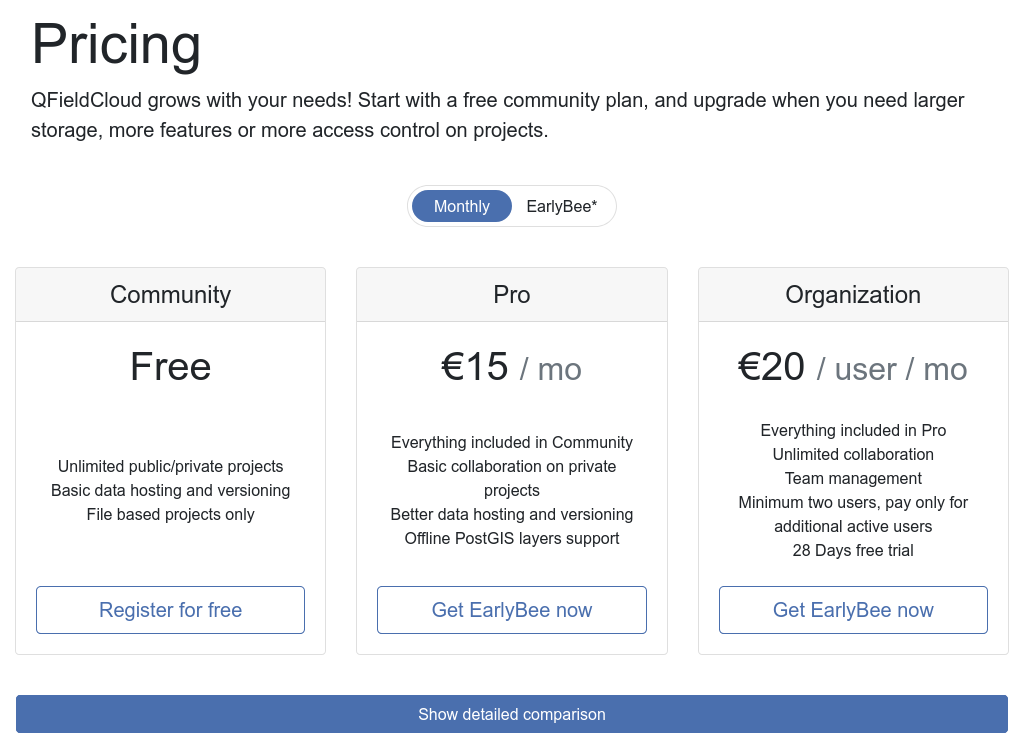 Pricing
QFieldCloud grows with your needs! Start with a free community plan, and upgrade when you need larger
storage, more features or more access control on projects.
Monthly
EarlyBee*
Community
Free
Unlimited public/private projects
Basic data hosting and versioning
File based projects only
Register for free
Pro
€15 / mo
Everything included in Community
Basic collaboration on private
projects
Better data hosting and versioning
Offline PostGIS layers support
Get EarlyBee now
Organization
€20 / user / mo
Everything included in Pro
Unlimited collaboration
Team management
Minimum two users, pay only for
additional active users
28 Days free trial
Get EarlyBee now
Show detailed comparison